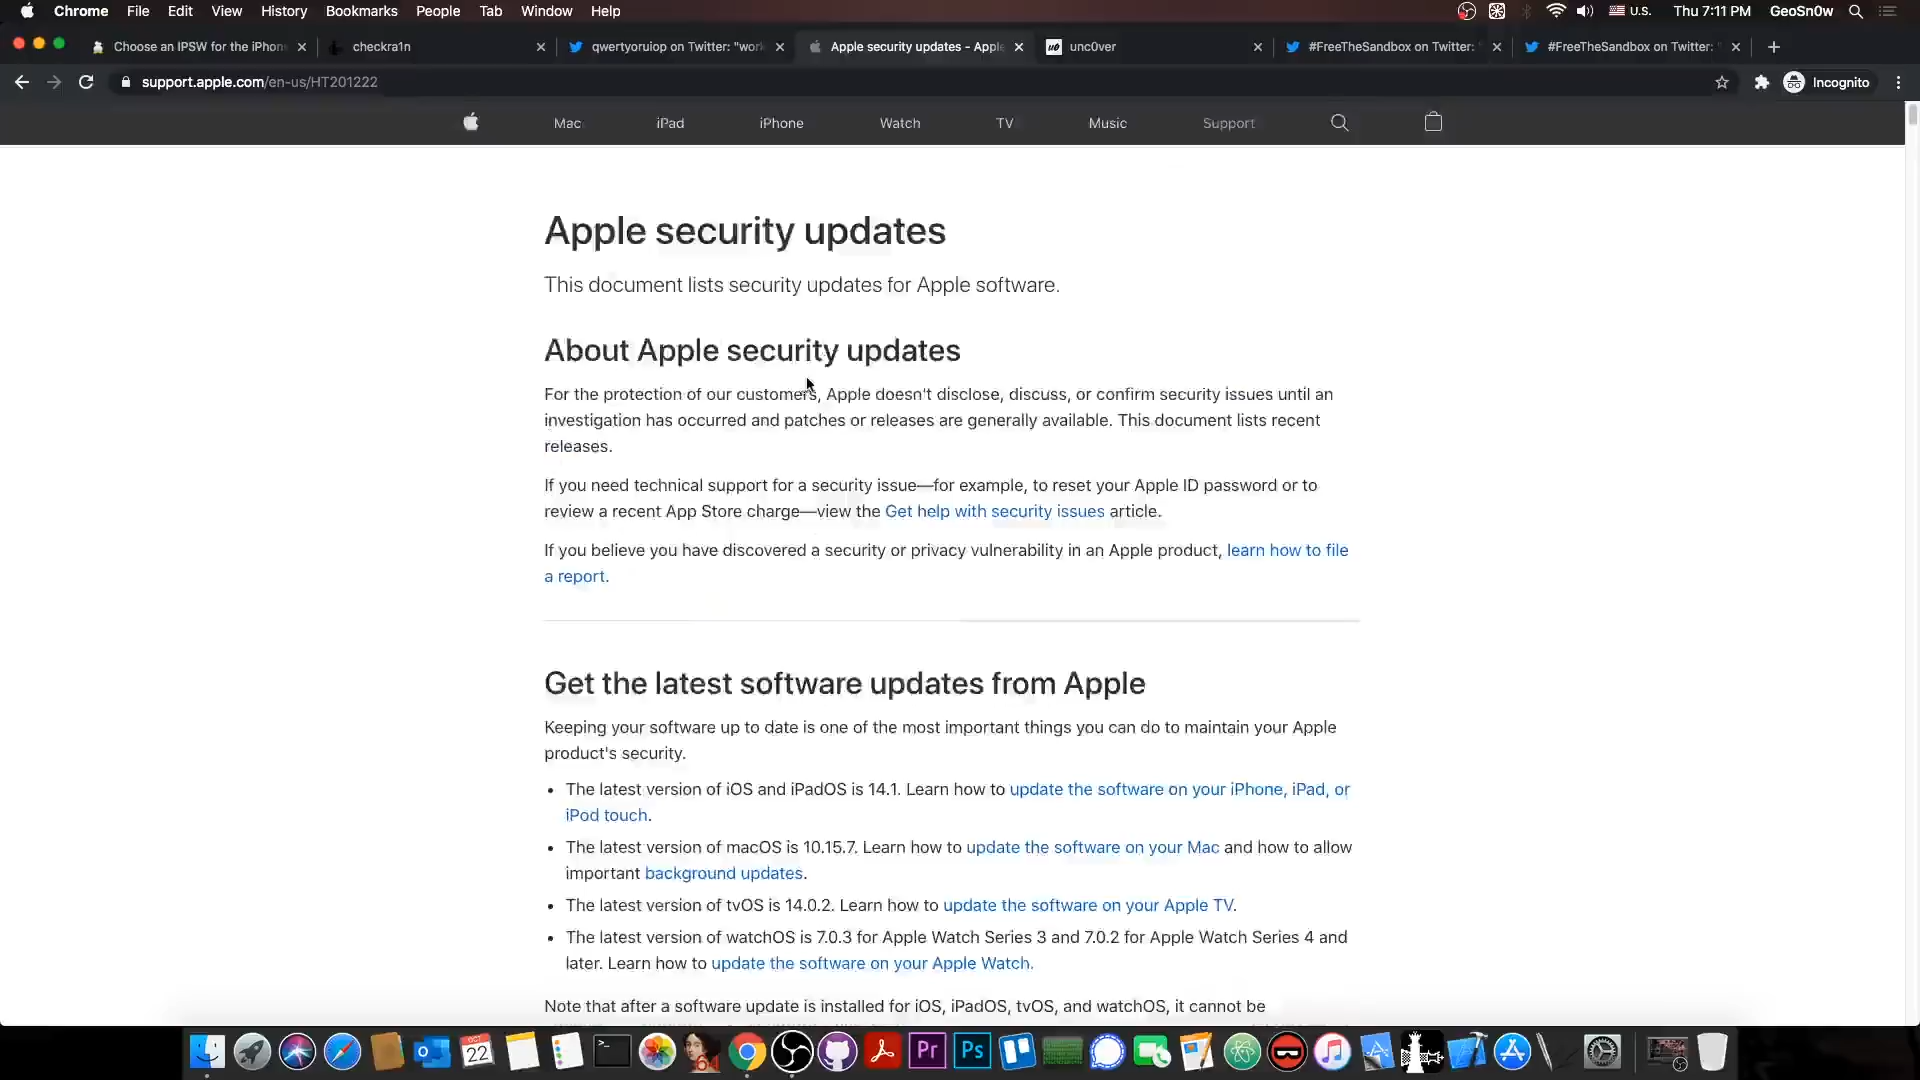 Chrome File Edit View History Bookmarks People Tab Window Help U.S. Thu 7:11 PM GeoSn0w
Choose an IPSW for the iPhon checkra1n qwertyoruiop on Twitter: "wor Apple security updates - Apple unc0ver #FreeTheSandbox on Twitter: #FreeTheSandbox on Twitter:
support.apple.com/en-us/HT201222 Incognito
Mac iPad iPhone Watch TV Music Support
Apple security updates
This document lists security updates for Apple software.
About Apple security updates
For the protection of our customers, Apple doesn't disclose, discuss, or confirm security issues until an
investigation has occurred and patches or releases are generally available. This document lists recent
releases.
If you need technical support for a security issue—for example, to reset your Apple ID password or to
review a recent App Store charge—view the Get help with security issues article.
If you believe you have discovered a security or privacy vulnerability in an Apple product, learn how to file
a report.
Get the latest software updates from Apple
Keeping your software up to date is one of the most important things you can do to maintain your Apple
product's security.
• The latest version of iOS and iPadOS is 14.1. Learn how to update the software on your iPhone, iPad, or
iPod touch.
• The latest version of macOS is 10.15.7. Learn how to update the software on your Mac and how to allow
important background updates.
• The latest version of tvOS is 14.0.2. Learn how to update the software on your Apple TV.
• The latest version of watchOS is 7.0.3 for Apple Watch Series 3 and 7.0.2 for Apple Watch Series 4 and
later. Learn how to update the software on your Apple Watch.
Note that after a software update is installed for iOS, iPadOS, tvOS, and watchOS, it cannot be
OCT
22 Pr Ps